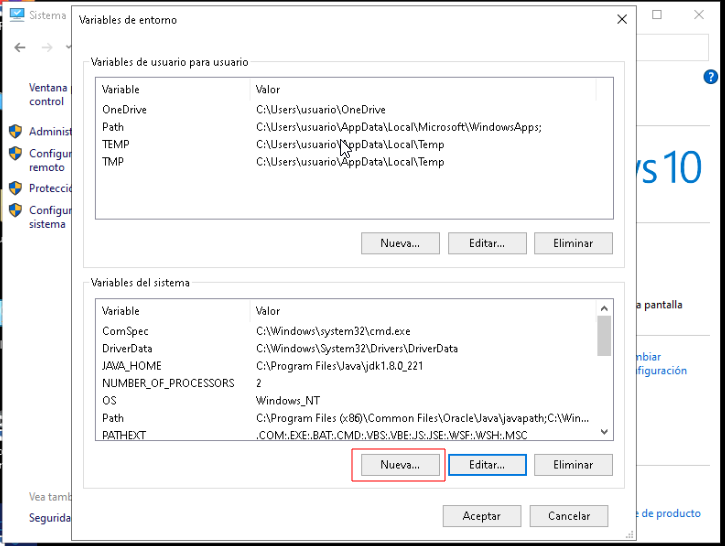 Sistema
Variables de entorno
Ventana
control
Administ
Configur
remoto
Protecció
Configur
sistema
Variables de usuario para usuario
Variable Valor
OneDrive C:\Users\usuario\OneDrive
Path C:\Users\usuario\AppData\Local\Microsoft\WindowsApps;
TEMP C:\Users\usuario\AppData\Local\Temp
TMP C:\Users\usuario\AppData\Local\Temp
Nueva... Editar... Eliminar
?
s 10
Variables del sistema
Variable Valor
ComSpec C:\Windows\system32\cmd.exe
DriverData C:\Windows\System32\Drivers\DriverData
JAVA_HOME C:\Program Files\Java\jdk1.8.0_221
NUMBER_OF_PROCESSORS 2
OS Windows_NT
Path C:\Program Files (x86)\Common Files\Oracle\Java\javapath;C:\Win...
PATHEXT .COM;.EXE;.BAT;.CMD;.VBS;.VBE;.JS;.JSE;.WSF;.WSH;.MSC
Nueva... Editar... Eliminar
a pantalla
mbiar
figuración
Vea tamb
Segurida
Aceptar Cancelar
e de producto